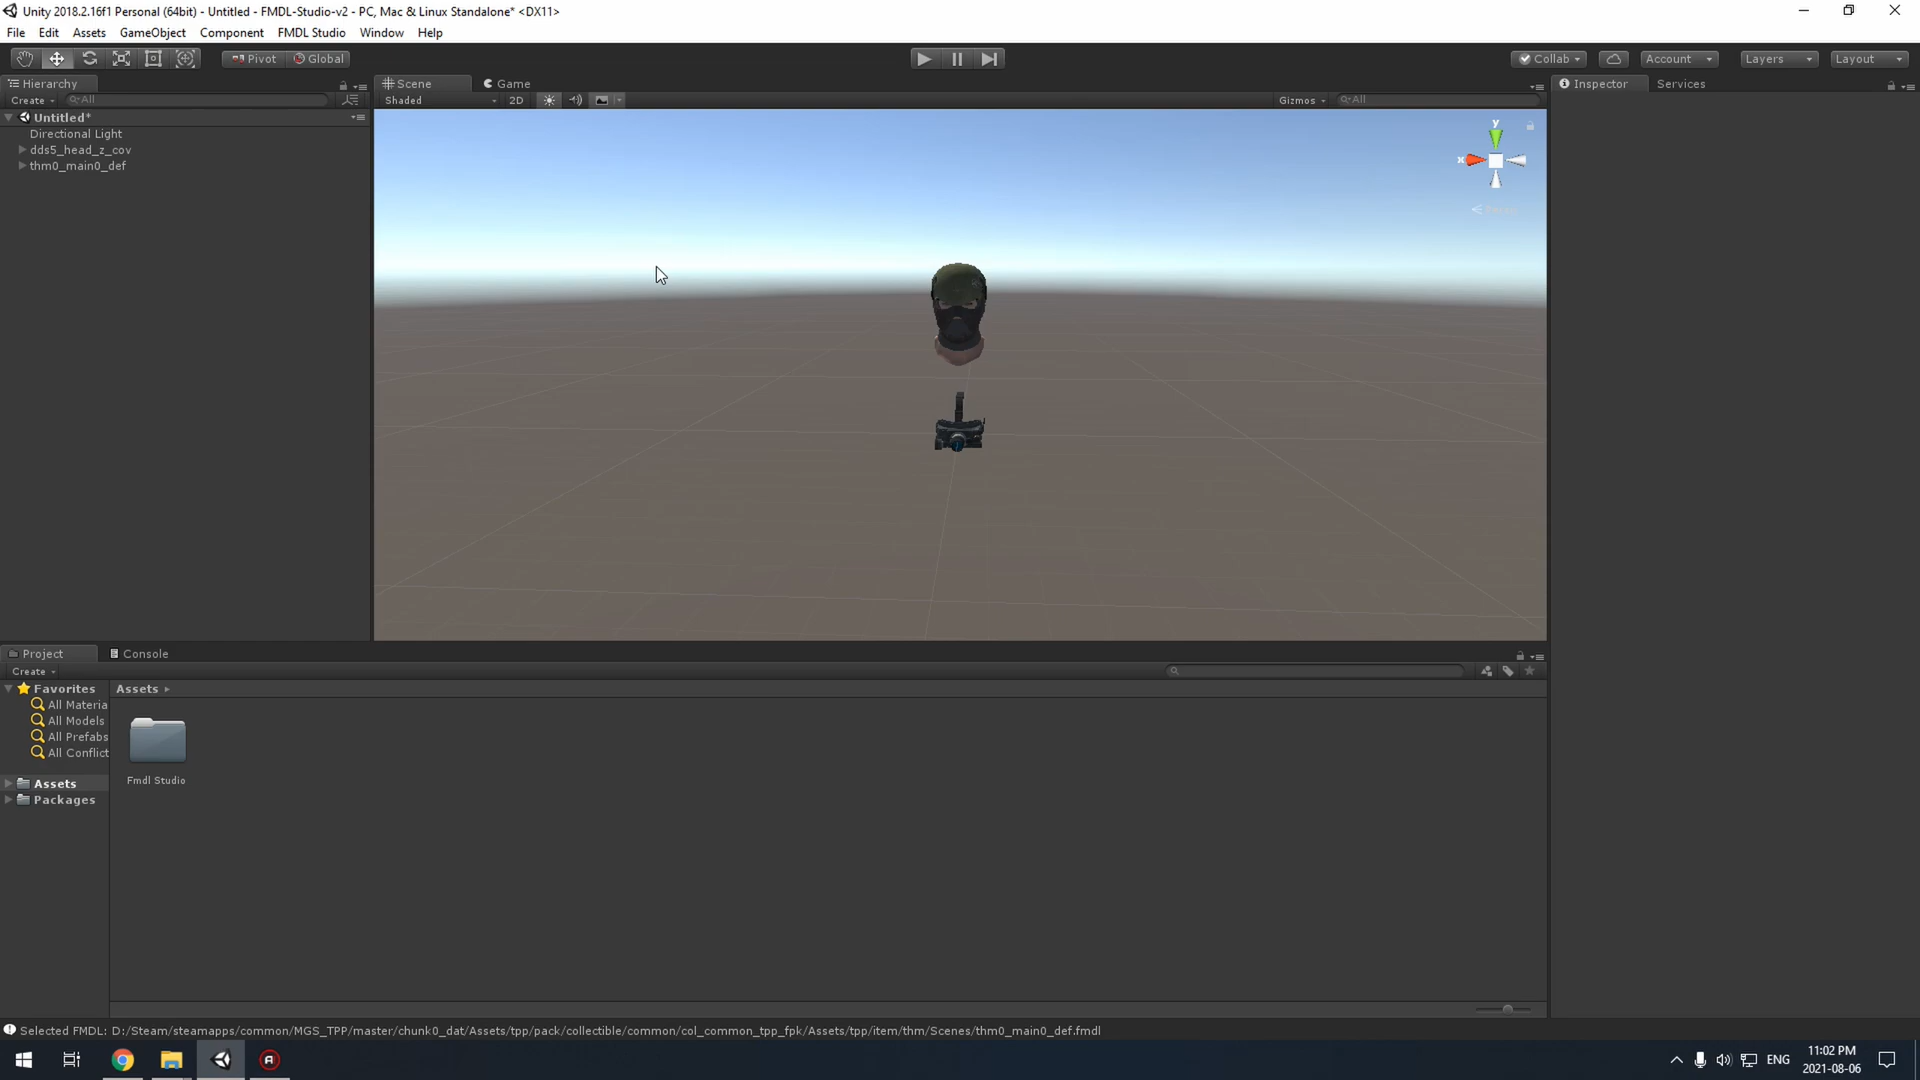 Unity 2018.2.16f1 Personal (64bit) - Untitled - FMDL-Studio-v2 - PC, Mac & Linux Standalone* <DX11>
File Edit Assets GameObject Component FMDL Studio Window Help
Pivot Global Collab Account Layers Layout
Hierarchy Scene Game Inspector Services
Create All Shaded 2D Gizmos All
Untitled*
Directional Light
dds5_head_z_cov
thm0_main0_def
y
x
Project Console
Create
Favorites Assets
All Materia
All Models
All Prefabs
All Conflict
Fmdl Studio
Assets
Packages
Selected FMDL: D:/Steam/steamapps/common/MGS_TPP/master/chunk0_dat/Assets/tpp/pack/collectible/common/col_common_tpp_fpk/Assets/tpp/item/thm/Scenes/thm0_main0_def.fmdl
ENG
11:02 PM
2021-08-06